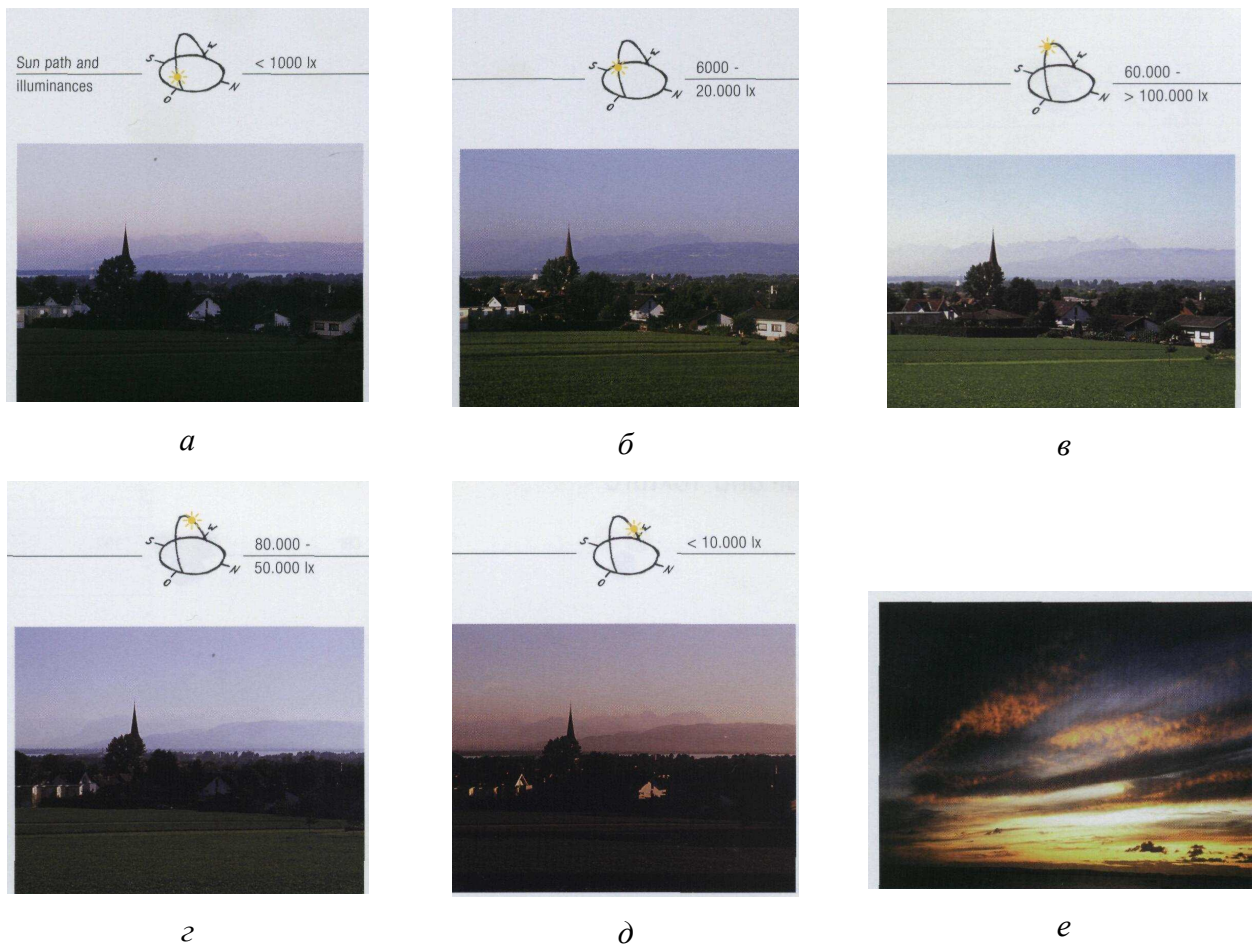 Sun path and
illuminances
S
W
N
O
< 1000 lx
S
W
N
O
6000 -
20.000 lx
S
W
N
O
60.000 -
> 100.000 lx
а
б
в
S
W
N
O
80.000 -
50.000 lx
S
W
N
O
< 10.000 lx
г
д
е